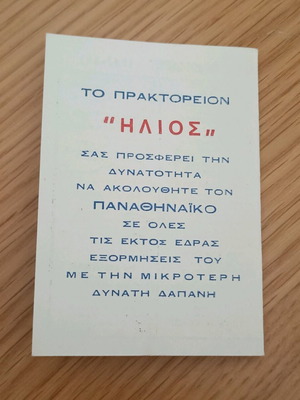 ΤΟ ΠΡΑΚΤΟΡΕΙΟΝ
"ΗΛΙΟΣ„
ΣΑΣ ΠΡΟΣΦΕΡΕΙ ΤΗΝ
ΔΥΝΑΤΟΤΗΤΑ
ΝΑ ΑΚΟΛΟΥΘΗΤΕ ΤΟΝ
ΠΑΝΑΘΗΝΑΪΚΟ
ΣΕ ΟΛΕΣ
ΤΙΣ ΕΚΤΟΣ ΕΔΡΑΣ
ΕΞΟΡΜΗΣΕΙΣ ΤΟΥ
ΜΕ ΤΗΝ ΜΙΚΡΟΤΕΡΗ
ΔΥΝΑΤΗ ΔΑΠΑΝΗ